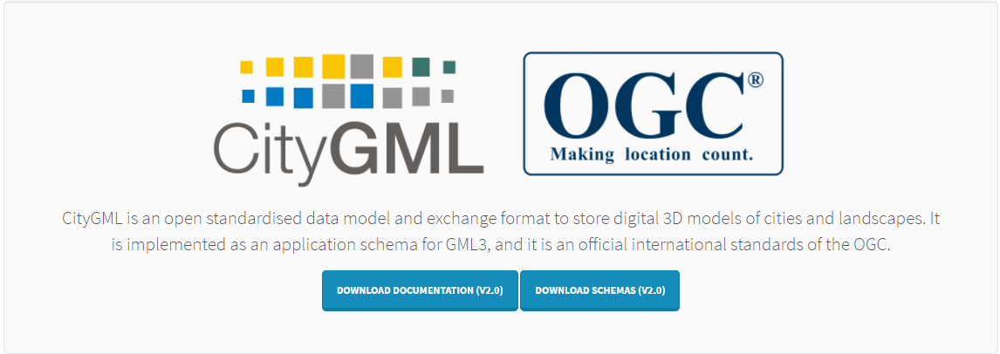 CityGML
OGC®
Making location count.
CityGML is an open standardised data model and exchange format to store digital 3D models of cities and landscapes. It
is implemented as an application schema for GML3, and it is an official international standards of the OGC.
DOWNLOAD DOCUMENTATION (V2.0)
DOWNLOAD SCHEMAS (V2.0)